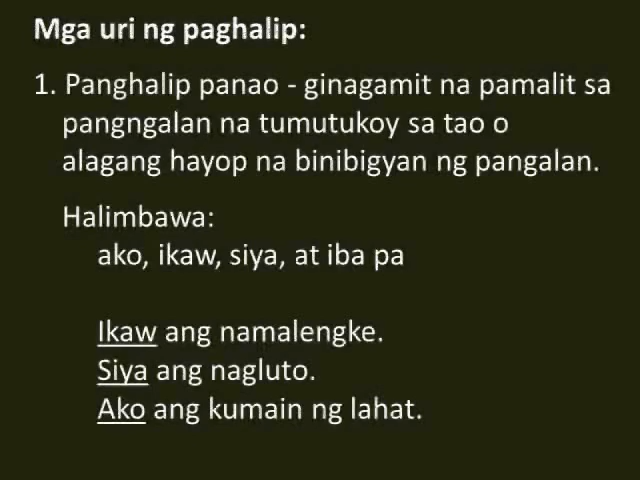 Mga uri ng paghalip:
1. Panghalip panao - ginagamit na pamalit sa
pangngalan na tumutukoy sa tao o
alagang hayop na binibigyan ng pangalan.
Halimbawa:
ako, ikaw, siya, at iba pa
Ikaw ang namalengke.
Siya ang nagluto.
Ako ang kumain ng lahat.